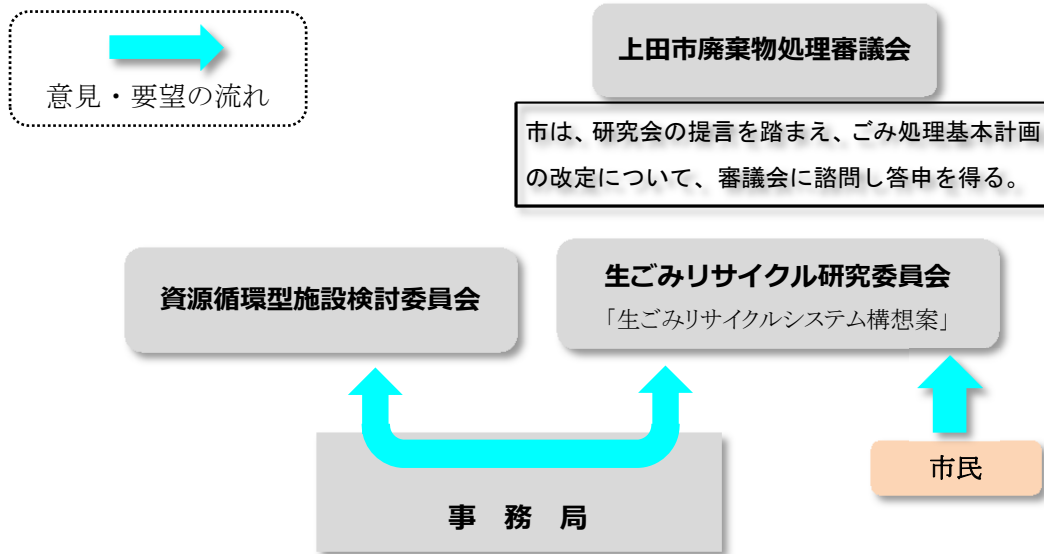 意見・要望の流れ
上田市廃棄物処理審議会
市は、研究会の提言を踏まえ、ごみ処理基本計画
の改定について、審議会に諮問し答申を得る。
資源循環型施設検討委員会
生ごみリサイクル研究委員会
「生ごみリサイクルシステム構想案」
市民
事 務 局